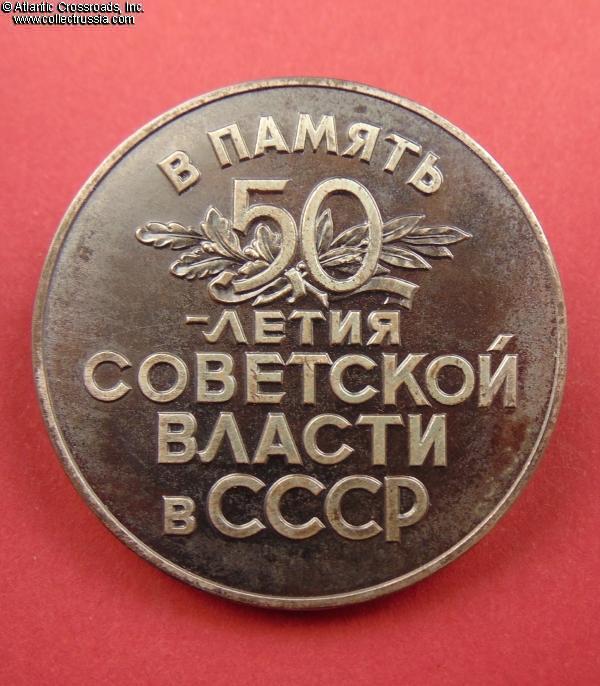 © Atlantic Crossroads, Inc.
www.collectrussia.com
В ПАМЯТЬ
50
-ЛЕТИЯ
СОВЕТСКОЙ
ВЛАСТИ
В СССР